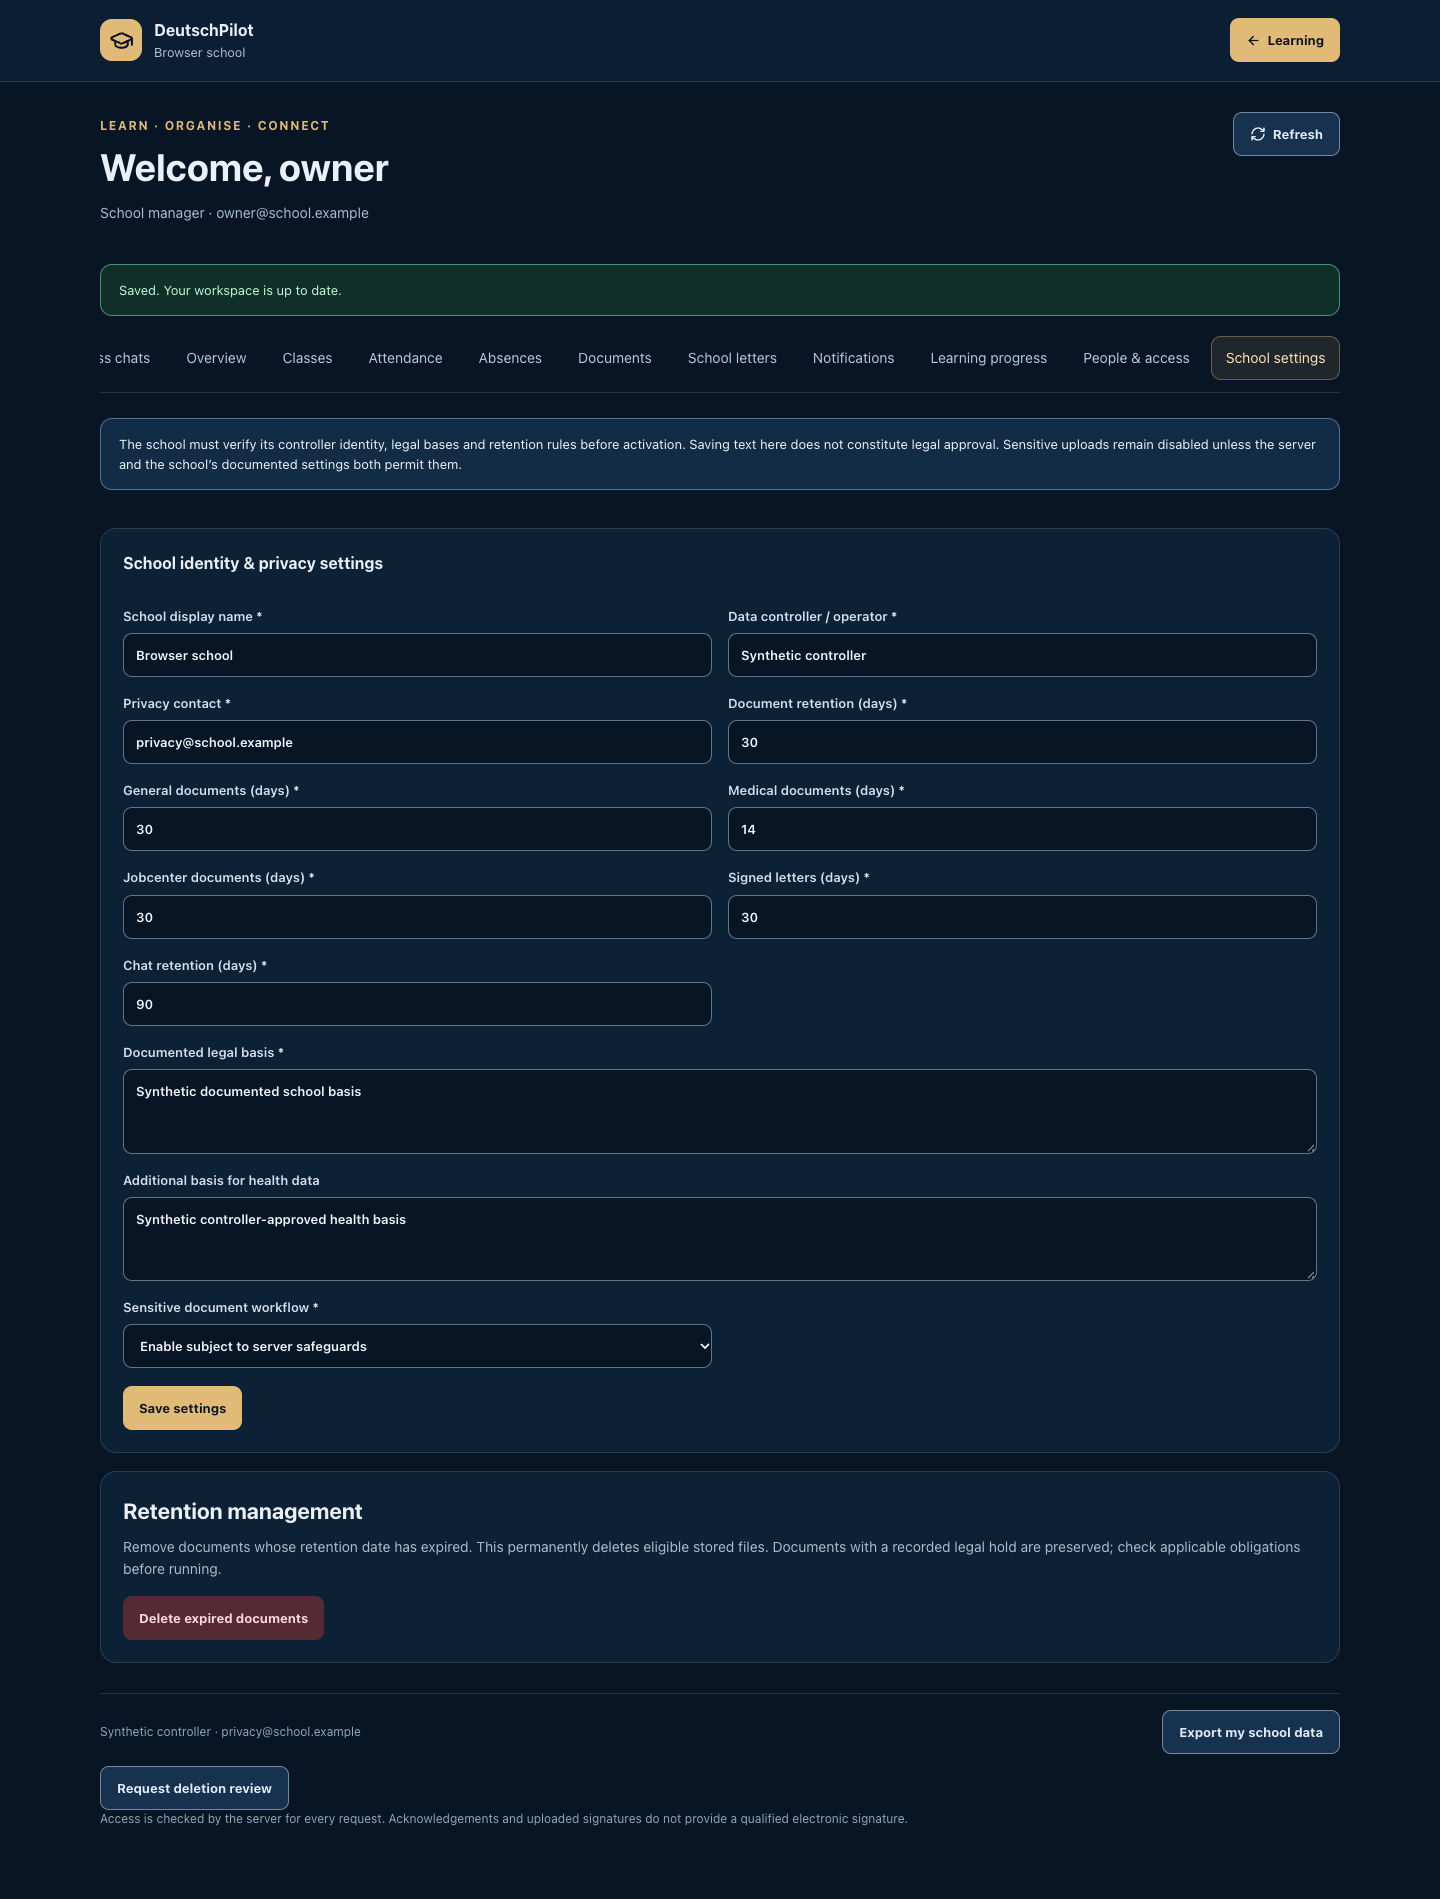 DeutschPilot
Browser school
Learning
LEARN · ORGANISE · CONNECT
Welcome, owner
School manager · owner@school.example
Refresh
Saved. Your workspace is up to date.
ss chats Overview Classes Attendance Absences Documents School letters Notifications Learning progress People & access School settings
The school must verify its controller identity, legal bases and retention rules before activation. Saving text here does not constitute legal approval. Sensitive uploads remain disabled unless the server
and the school's documented settings both permit them.
School identity & privacy settings
School display name * Data controller / operator *
Browser school Synthetic controller
Privacy contact * Document retention (days) *
privacy@school.example 30
General documents (days) * Medical documents (days) *
30 14
Jobcenter documents (days) * Signed letters (days) *
30 30
Chat retention (days) *
90
Documented legal basis *
Synthetic documented school basis
Additional basis for health data
Synthetic controller-approved health basis
Sensitive document workflow *
Enable subject to server safeguards
Save settings
Retention management
Remove documents whose retention date has expired. This permanently deletes eligible stored files. Documents with a recorded legal hold are preserved; check applicable obligations
before running.
Delete expired documents
Synthetic controller · privacy@school.example
Export my school data
Request deletion review
Access is checked by the server for every request. Acknowledgements and uploaded signatures do not provide a qualified electronic signature.